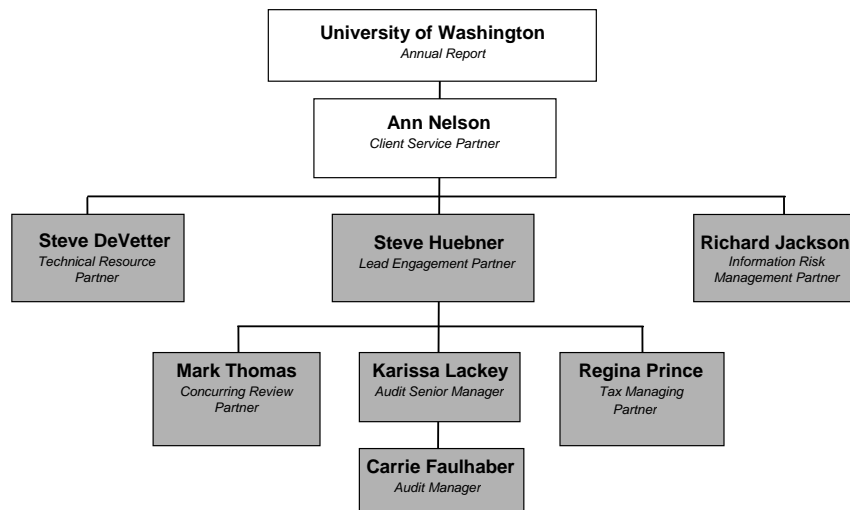 University of Washington
Annual Report
Ann Nelson
Client Service Partner
Steve DeVetter
Technical Resource
Partner
Steve Huebner
Lead Engagement Partner
Richard Jackson
Information Risk
Management Partner
Mark Thomas
Concurring Review
Partner
Karissa Lackey
Audit Senior Manager
Regina Prince
Tax Managing
Partner
Carrie Faulhaber
Audit Manager